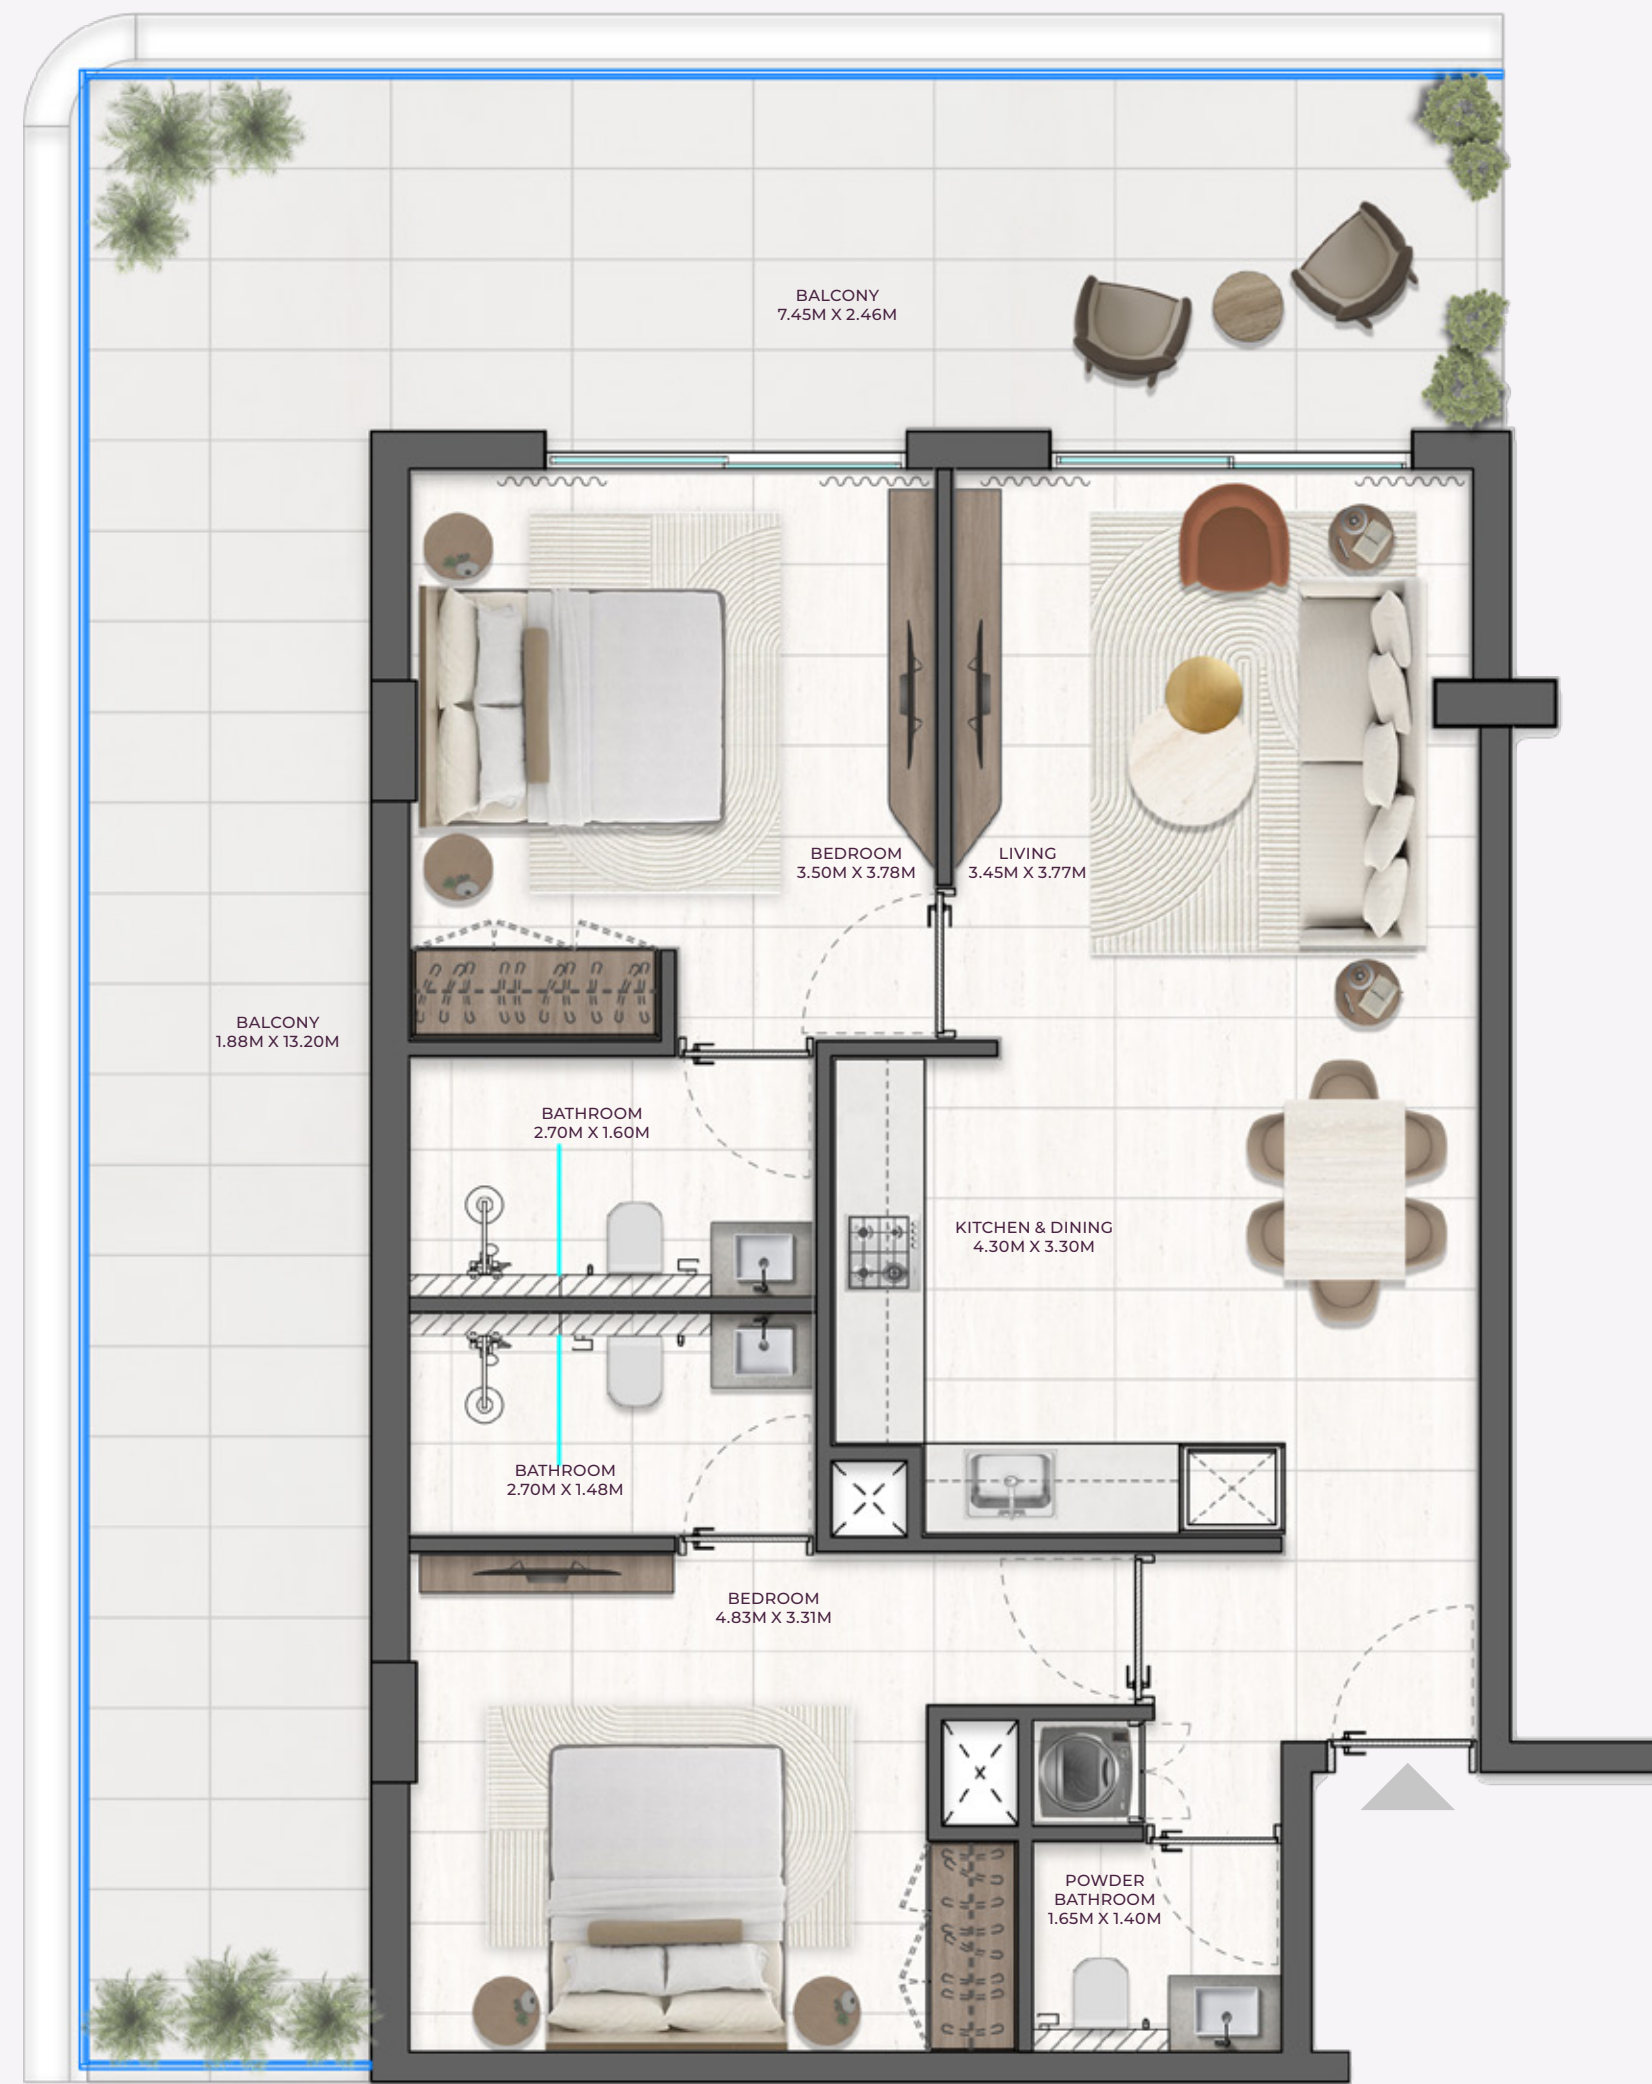 BALCONY
7.45M X 2.46M
BEDROOM
3.50M X 3.78M
LIVING
3.45M X 3.77M
BALCONY
1.88M X 13.20M
BATHROOM
2.70M X 1.60M
KITCHEN & DINING
4.30M X 3.30M
BATHROOM
2.70M X 1.48M
BEDROOM
4.83M X 3.31M
POWDER
BATHROOM
1.65M X 1.40M